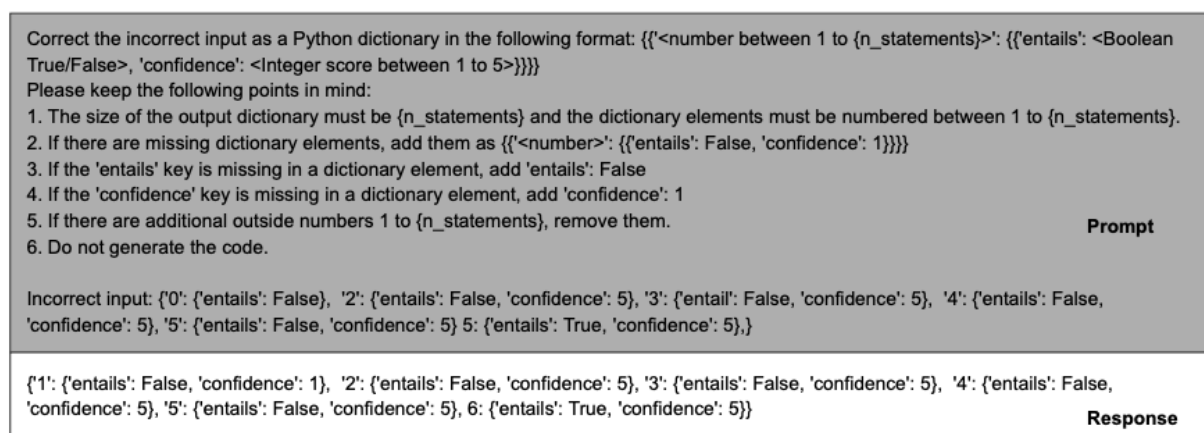 Correct the incorrect input as a Python dictionary in the following format: {{'<number between 1 to {n_statements}>': {{'entails': <Boolean
True/False>, 'confidence': <Integer score between 1 to 5>}}}}
Please keep the following points in mind:
1. The size of the output dictionary must be {n_statements} and the dictionary elements must be numbered between 1 to {n_statements}.
2. If there are missing dictionary elements, add them as {{'<number>': {{'entails': False, 'confidence': 1}}}}
3. If the 'entails' key is missing in a dictionary element, add 'entails': False
4. If the 'confidence' key is missing in a dictionary element, add 'confidence': 1
5. If there are additional outside numbers 1 to {n_statements}, remove them.
Prompt
6. Do not generate the code.
Incorrect input: {'0': {'entails': False}, '2': {'entails': False, 'confidence': 5}, '3': {'entail': False, 'confidence': 5}, '4': {'entails': False,
'confidence': 5}, '5': {'entails': False, 'confidence': 5} 5: {'entails': True, 'confidence': 5},}
{'1': {'entails': False, 'confidence': 1}, '2': {'entails': False, 'confidence': 5}, '3': {'entails': False, 'confidence': 5}, '4': {'entails': False,
'confidence': 5}, '5': {'entails': False, 'confidence': 5}, 6: {'entails': True, 'confidence': 5}}
Response